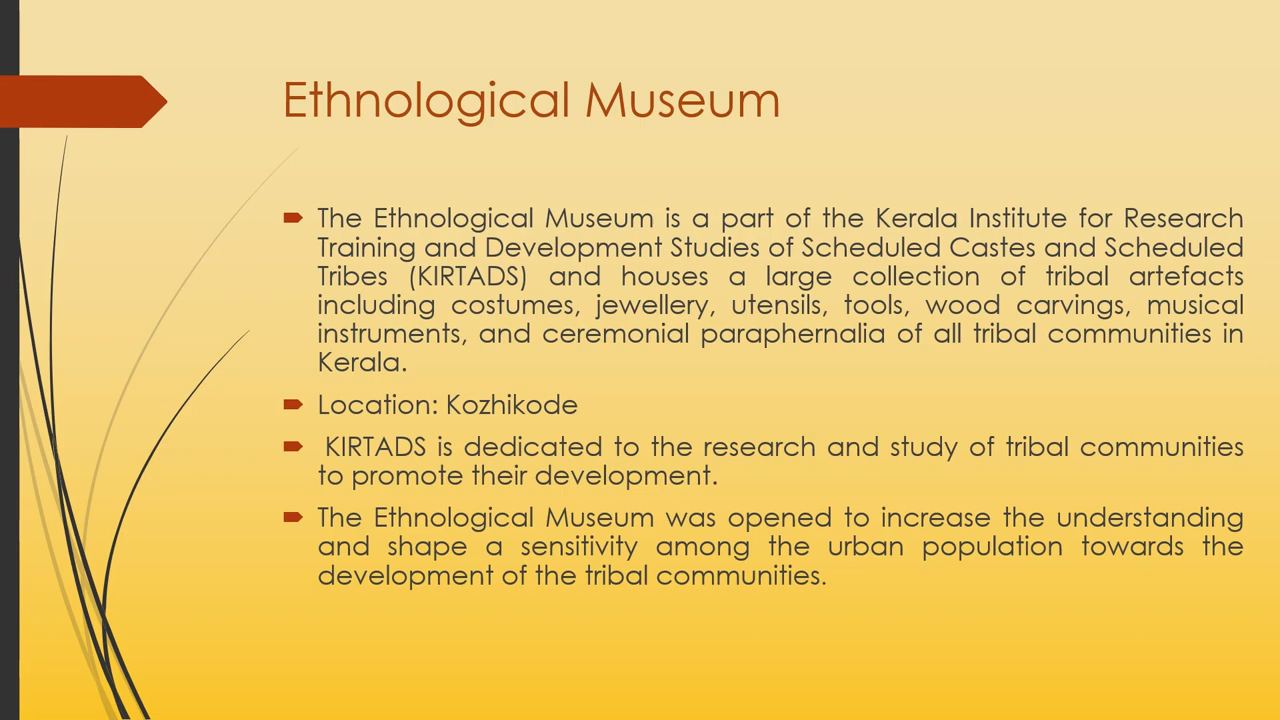 Ethnological Museum
The Ethnological Museum is a part of the Kerala Institute for Research
Training and Development Studies of Scheduled Castes and Scheduled
Tribes (KIRTADS) and houses a large collection of tribal artefacts
including costumes, jewellery, utensils, tools, wood carvings, musical
instruments, and ceremonial paraphernalia of all tribal communities in
Kerala.
Location: Kozhikode
KIRTADS is dedicated to the research and study of tribal communities
to promote their development.
The Ethnological Museum was opened to increase the understanding
and shape a sensitivity among the urban population towards the
development of the tribal communities.